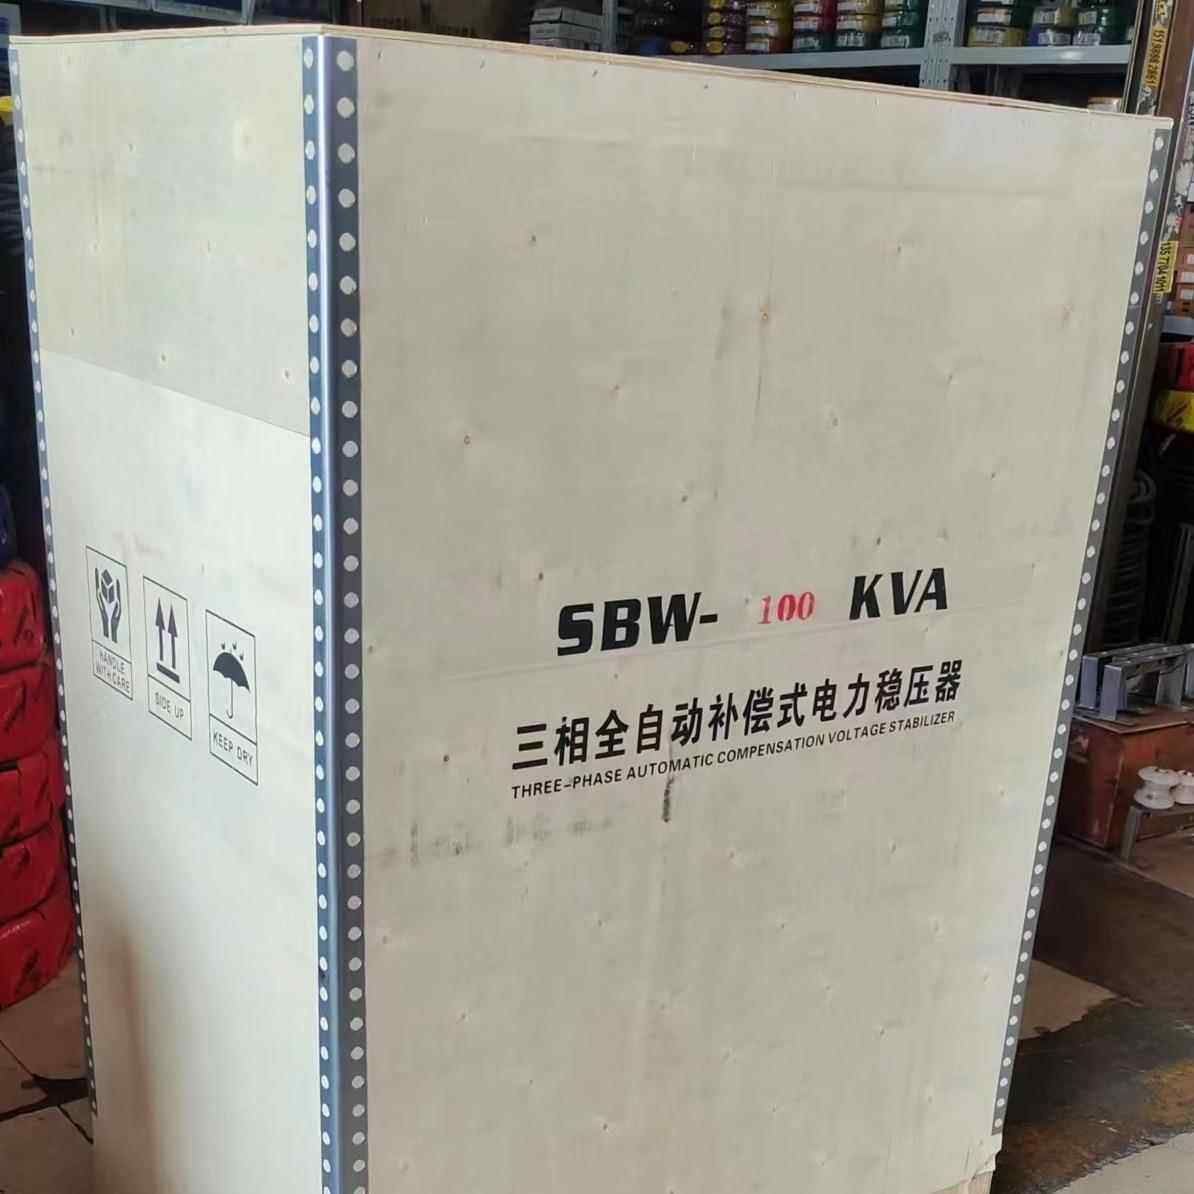 HANDLE
WITH CARE
SIDE UP
KEEP DRY
SBW- 100 KVA
三相全自动补偿式电力稳压器
THREE-PHASE AUTOMATIC COMPENSATION VOLTAGE STABILIZER